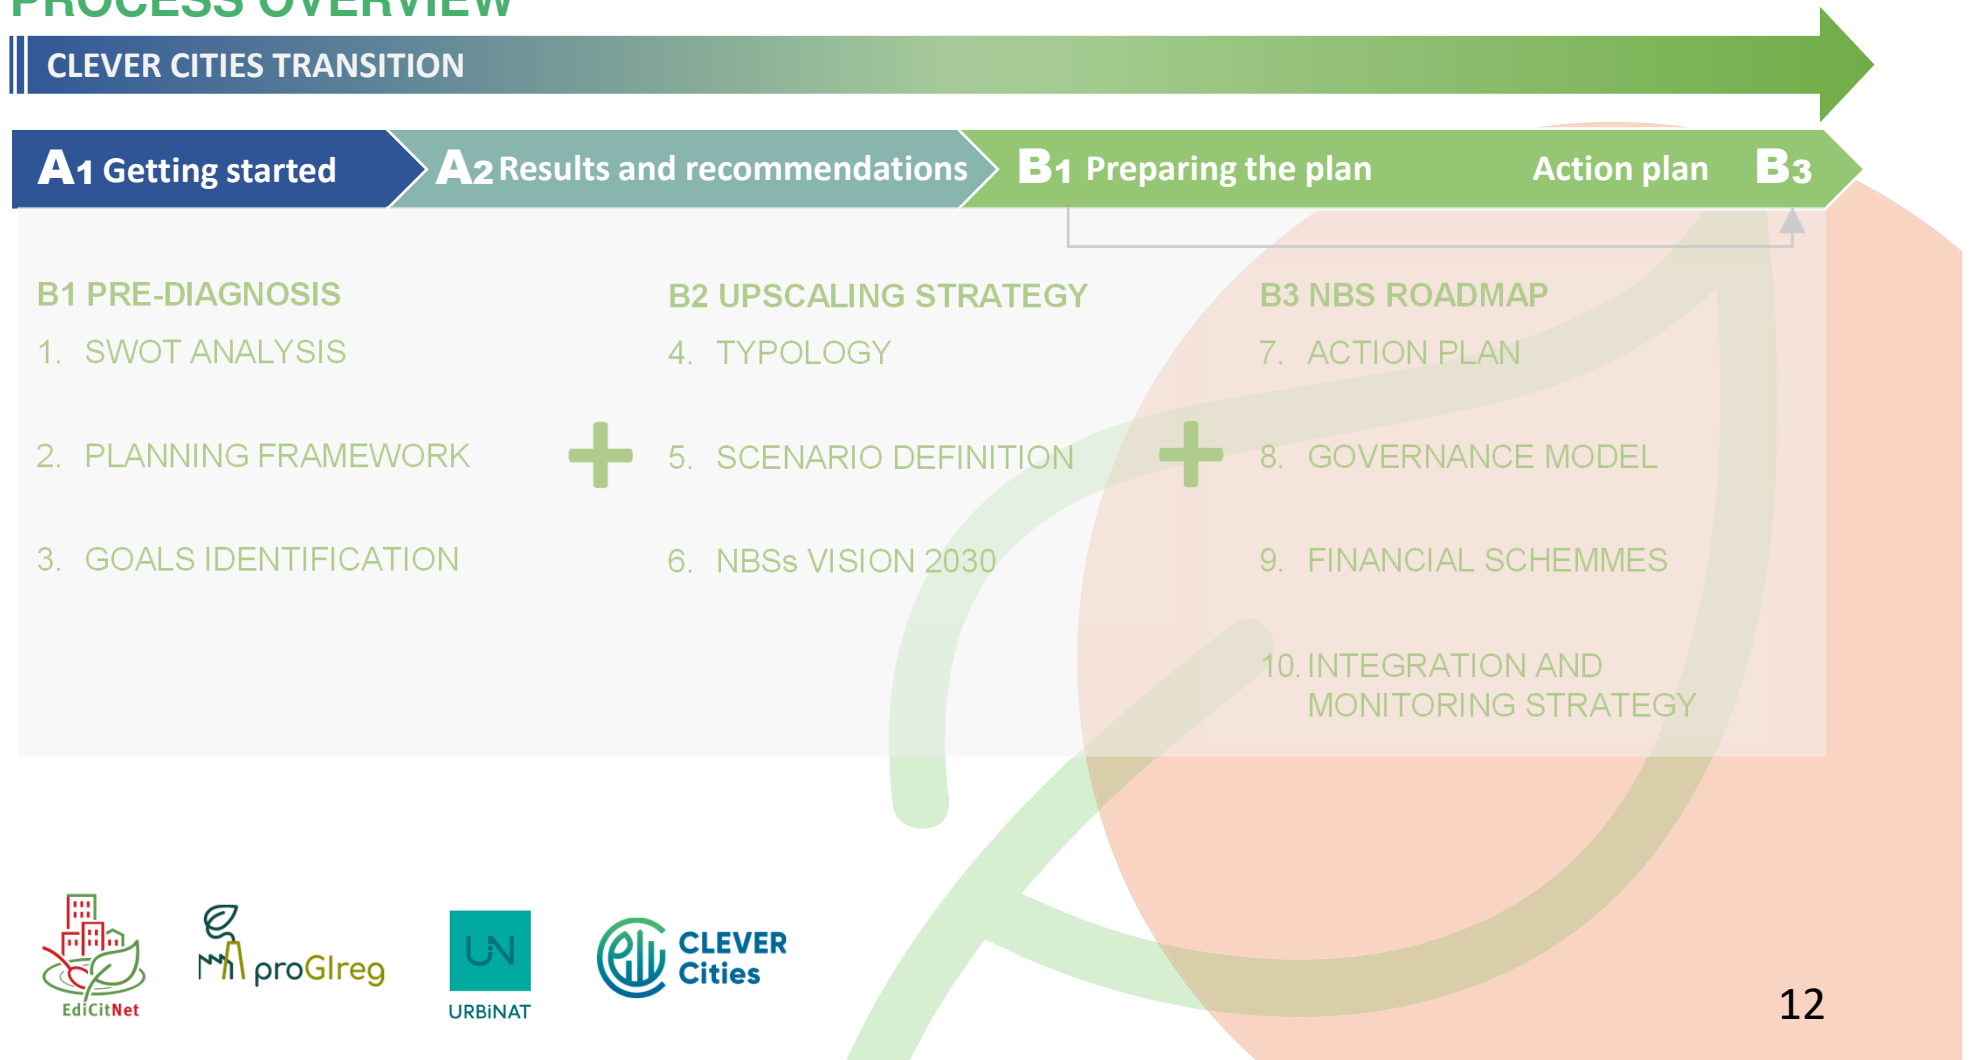 PROCESS OVERVIEW
CLEVER CITIES TRANSITION
A1 Getting started
A2 Results and recommendations
B1 Preparing the plan
Action plan B3
B1 PRE-DIAGNOSIS
1. SWOT ANALYSIS
2. PLANNING FRAMEWORK
3. GOALS IDENTIFICATION
+
B2 UPSCALING STRATEGY
4. TYPOLOGY
5. SCENARIO DEFINITION
6. NBSs VISION 2030
+
B3 NBS ROADMAP
7. ACTION PLAN
8. GOVERNANCE MODEL
9. FINANCIAL SCHEMMES
10. INTEGRATION AND
MONITORING STRATEGY
EdiCitNet
proGIreg
UN
URBiNAT
CLEVER
Cities
12